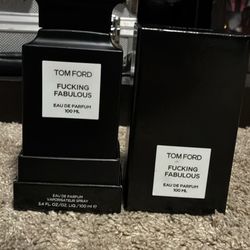 TOM FORD
FUCKING
FABULOUS
EAU DE PARFUM
100 ML
EAU DE PARFUM
VAPORISATEUR SPRAY
3.4 FL.OZ/OZ. LIQ./100 ml ℮
TOM FORD
FUCKING
FABULOUS
EAU DE PARFUM
100 ML